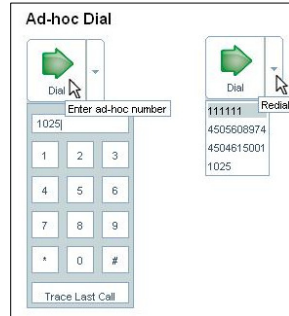 Ad-hoc Dial
Dial
Enter ad-hoc number
1025
1 2 3
4 5 6
7 8 9
* 0 #
Trace Last Call
Dial
Redial
111111
4505608974
4504615001
1025